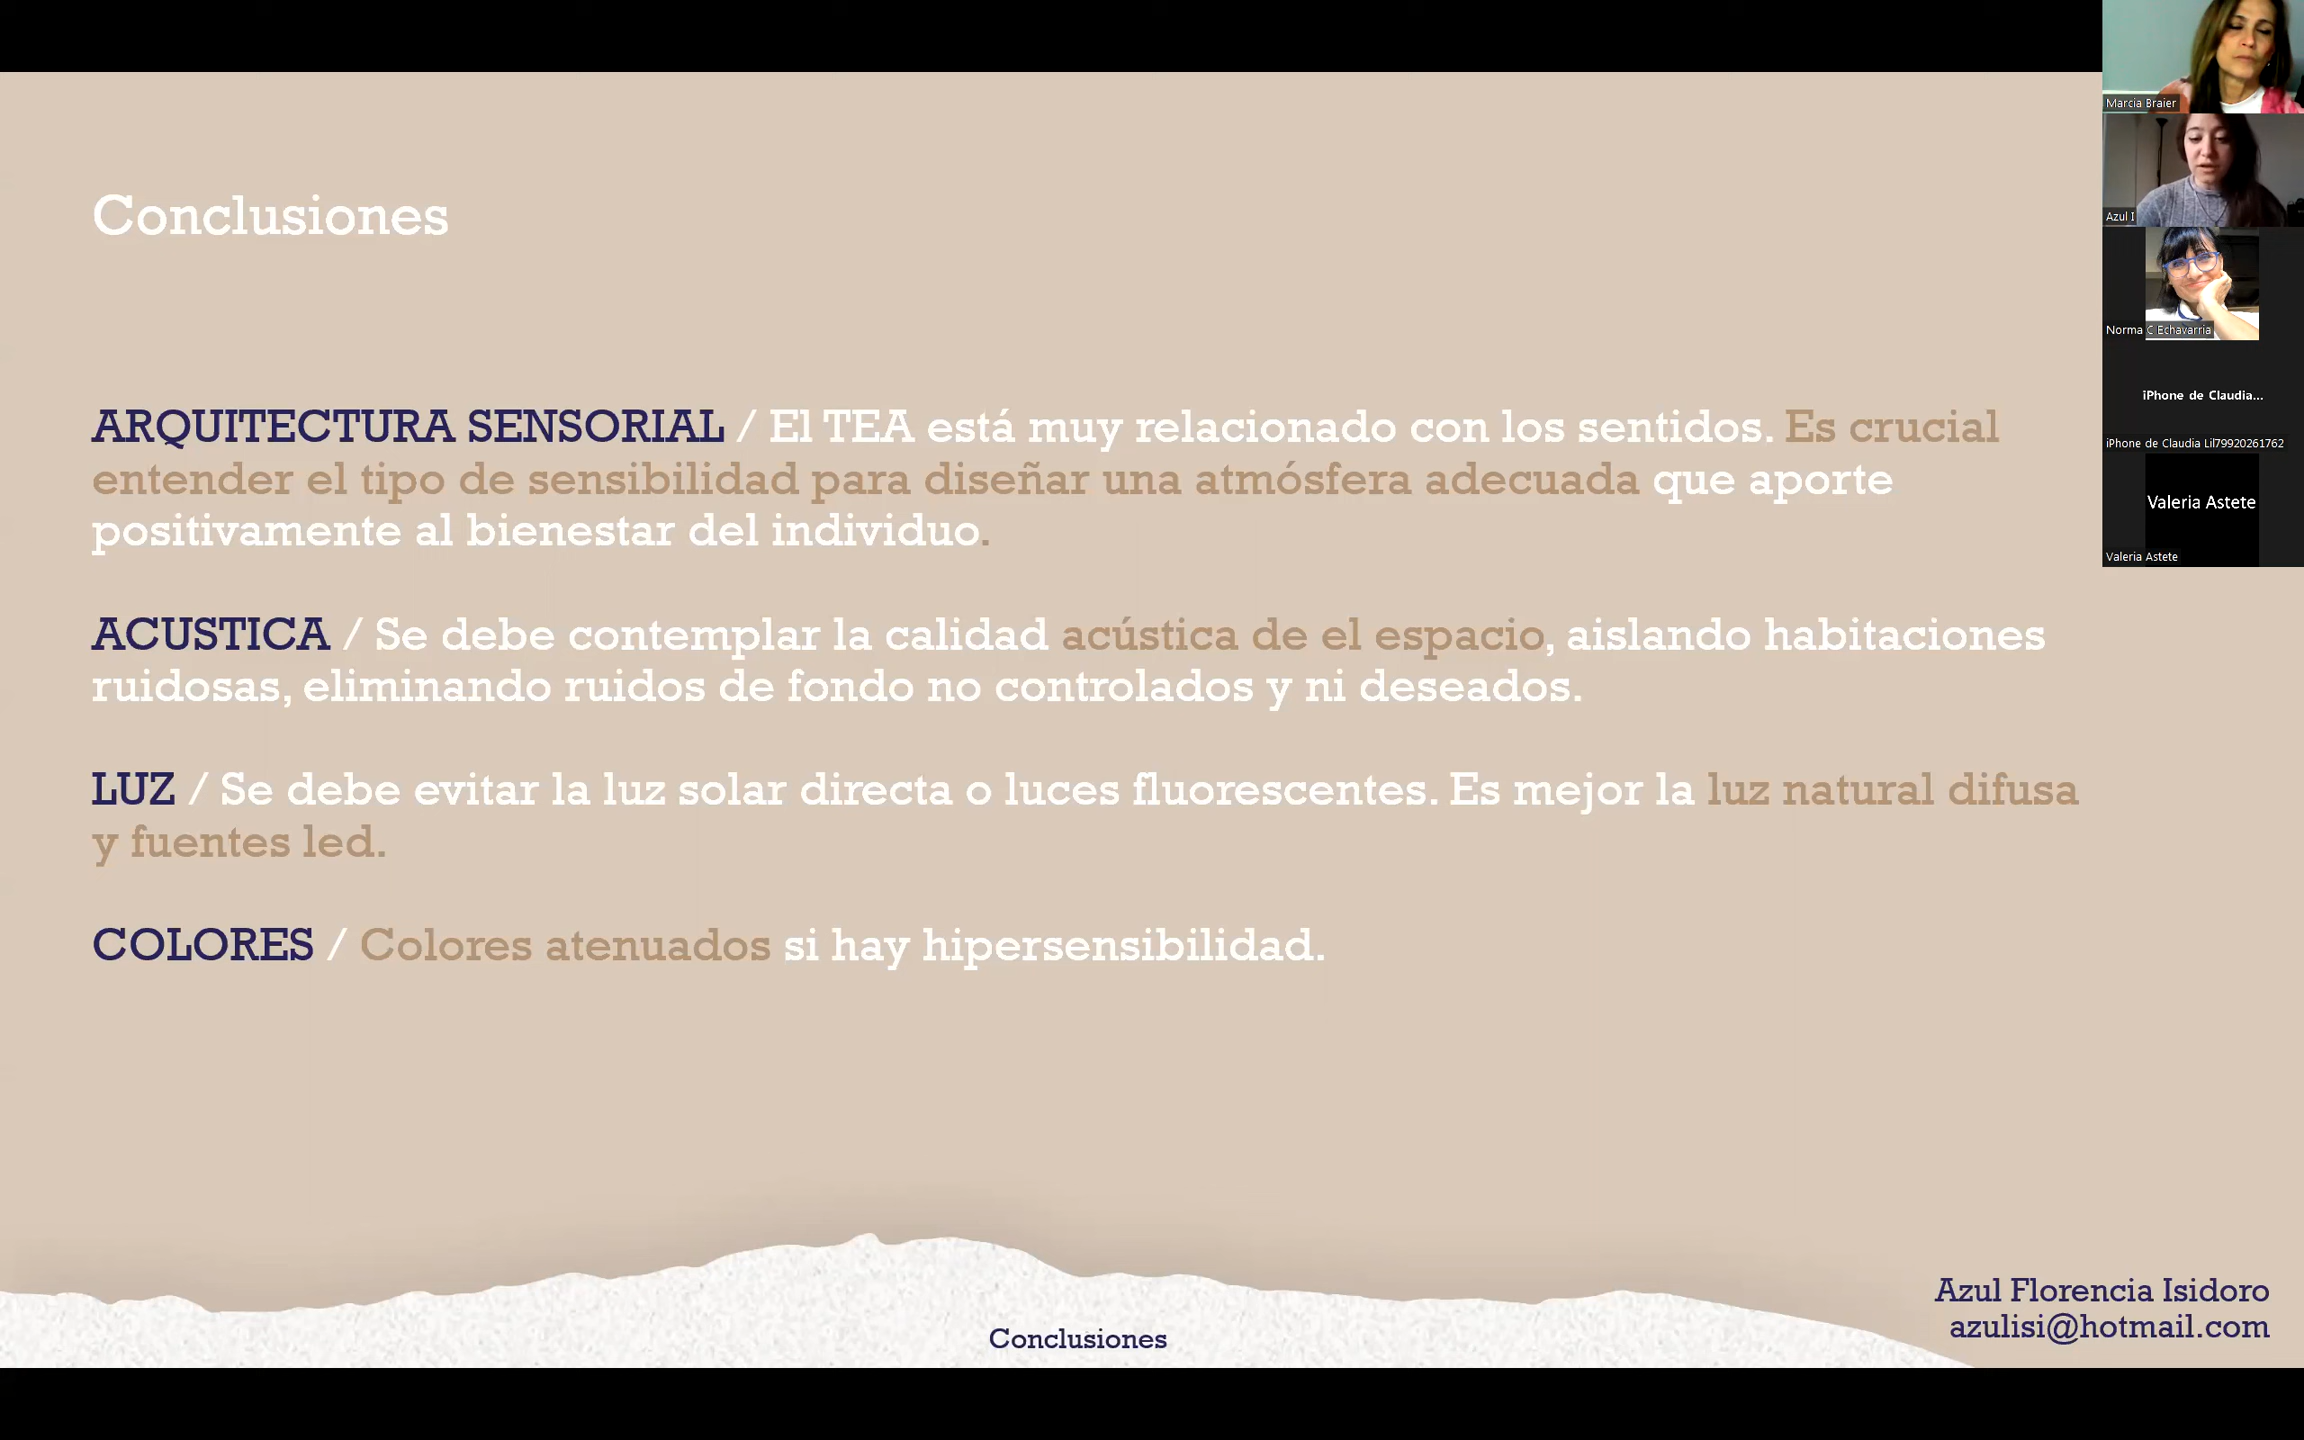 Conclusiones
ARQUITECTURA SENSORIAL / El TEA está muy relacionado con los sentidos. Es crucial
entender el tipo de sensibilidad para diseñar una atmósfera adecuada que aporte
positivamente al bienestar del individuo.
ACUSTICA / Se debe contemplar la calidad acústica de el espacio, aislando habitaciones
ruidosas, eliminando ruidos de fondo no controlados y ni deseados.
LUZ / Se debe evitar la luz solar directa o luces fluorescentes. Es mejor la luz natural difusa
y fuentes led.
COLORES / Colores atenuados si hay hipersensibilidad.
Conclusiones
Azul Florencia Isidoro
azulisi@hotmail.com
Marcia Braier
Azul I
Norma C Echavarria
iPhone de Claudia...
iPhone de Claudia Lil79920261762
Valeria Astete
Valeria Astete